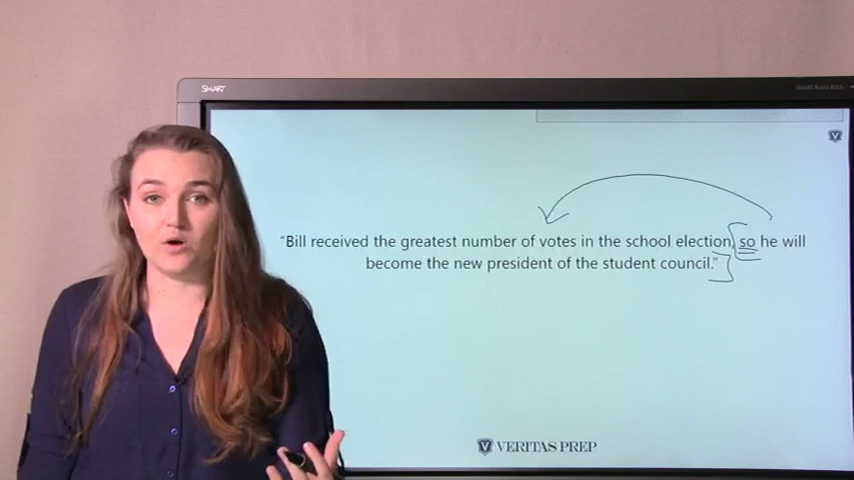 SMART
"Bill received the greatest number of votes in the school election, so he will
become the new president of the student council."
VERITAS PREP